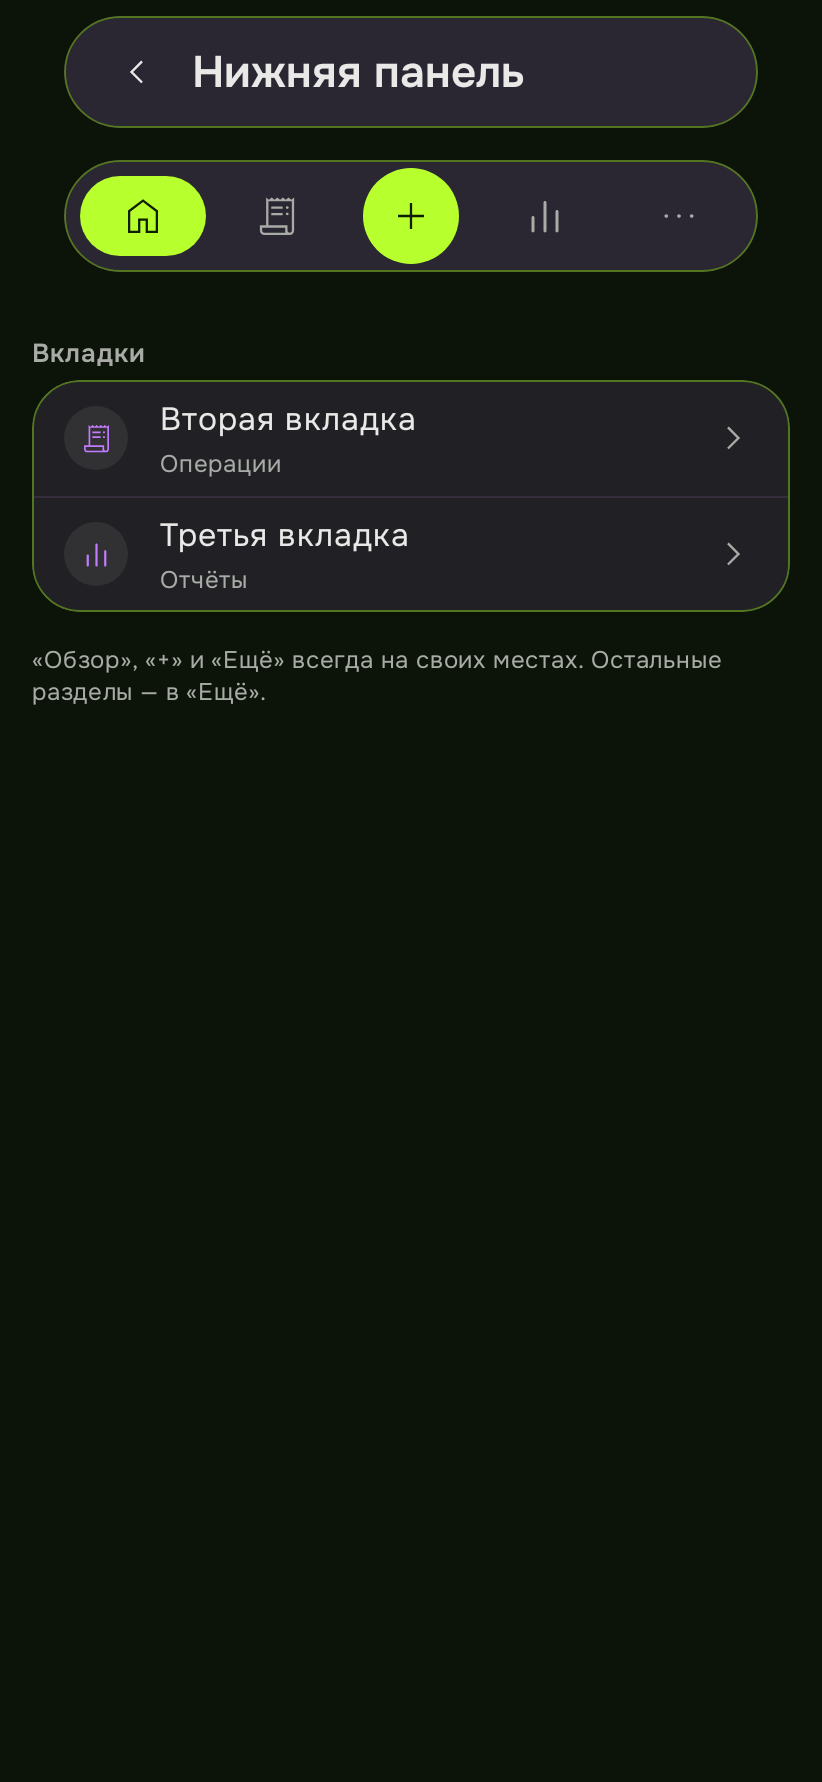 Нижняя панель
Вкладки
Вторая вкладка
Операции
Третья вкладка
Отчёты
«Обзор», «+» и «Ещё» всегда на своих местах. Остальные
разделы — в «Ещё».